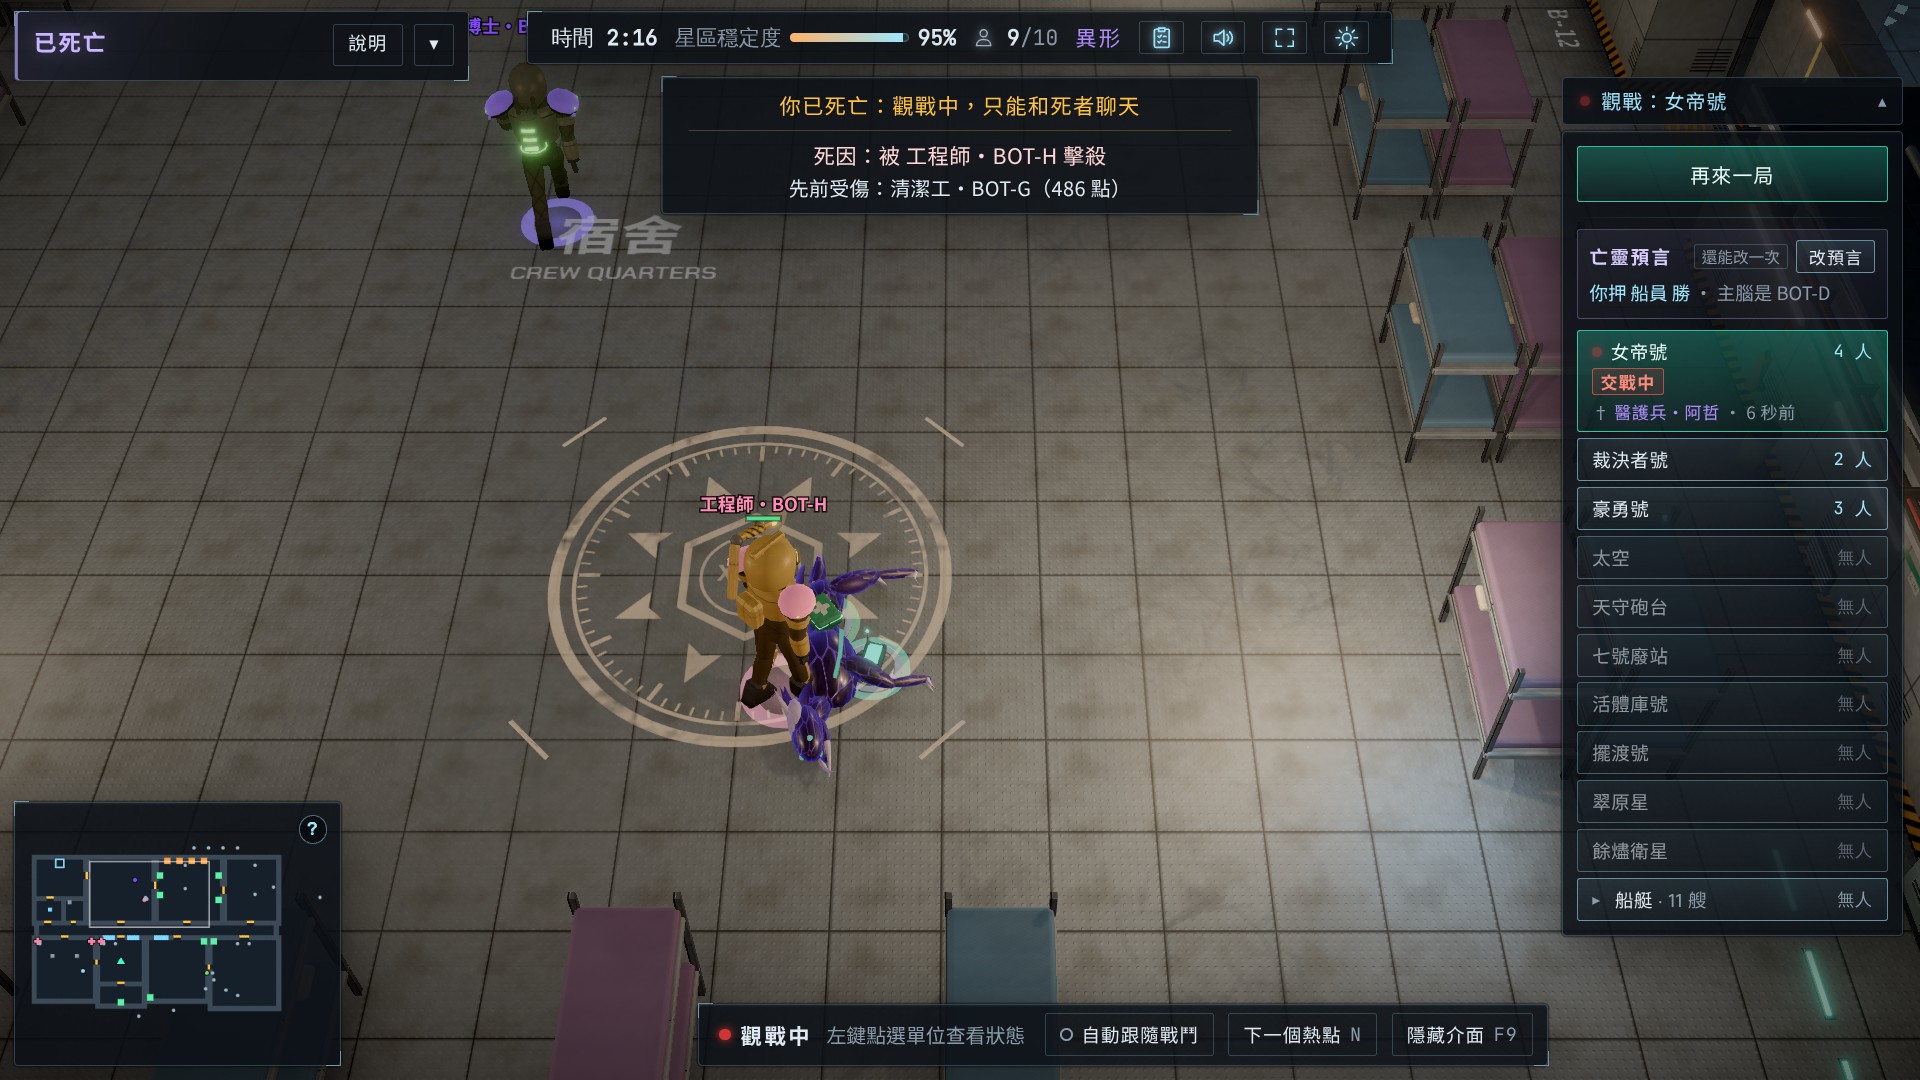 已死亡
說明
▼
博士・B
時間 2:16 星區穩定度 95% 9/10 異形
B-12
你已死亡：觀戰中，只能和死者聊天
死因：被 工程師・BOT-H 擊殺
先前受傷：清潔工・BOT-G（486 點）
觀戰：女帝號 ▲
再來一局
亡靈預言 還能改一次 改預言
你押 船員 勝 ・ 主腦是 BOT-D
女帝號 4 人
交戰中
† 醫護兵・阿哲 ・ 6 秒前
裁決者號 2 人
豪勇號 3 人
太空 無人
天守砲台 無人
七號廢站 無人
活體庫號 無人
擺渡號 無人
翠原星 無人
餘燼衛星 無人
▸ 船艇 · 11 艘 無人
宿舍
CREW QUARTERS
工程師・BOT-H
?
觀戰中 左鍵點選單位查看狀態 自動跟隨戰鬥 下一個熱點 N 隱藏介面 F9